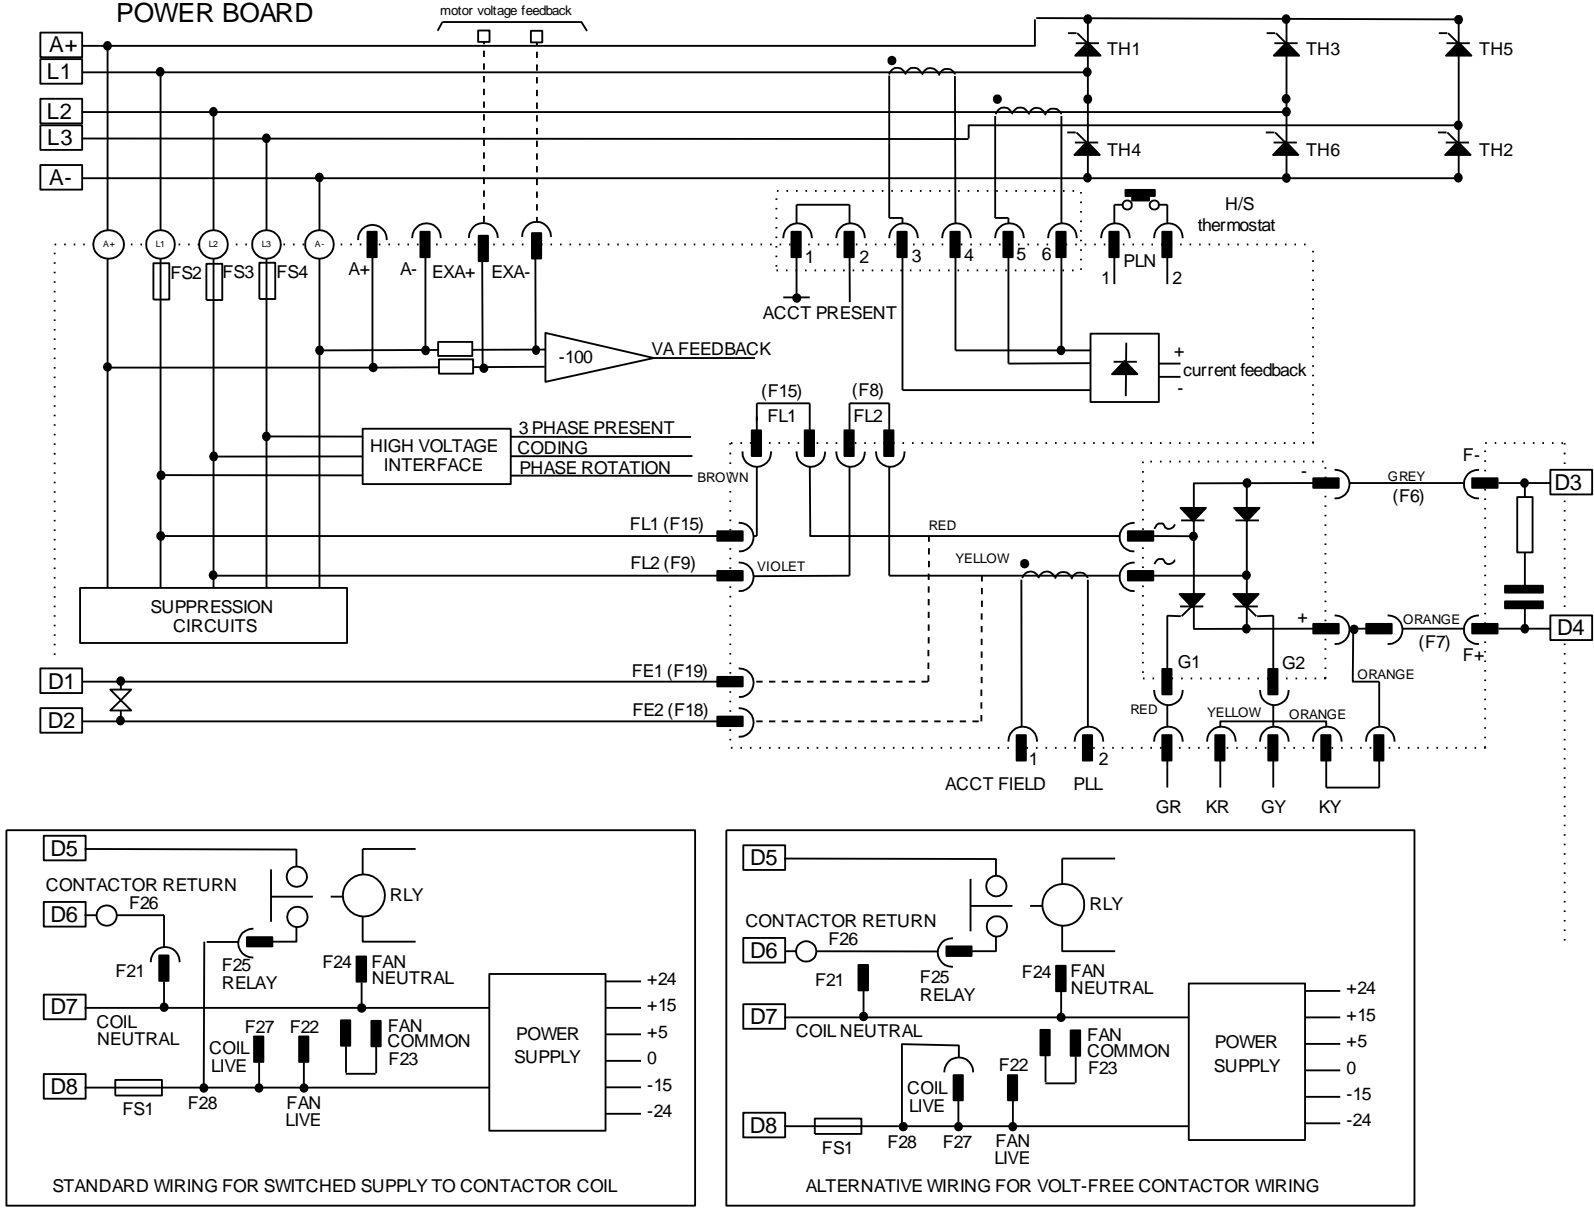 POWER BOARD
motor voltage feedback
A+
L1
L2
L3
A-
TH1
TH3
TH5
TH4
TH6
TH2
H/S
thermostat
A+
L1
L2
L3
A-
FS2
FS3
FS4
A+
A-
EXA+
EXA-
1
2
3
4
5
6
PLN
1
2
ACCT PRESENT
-100
VA FEEDBACK
+
current feedback
-
(F15)
(F8)
FL1
FL2
HIGH VOLTAGE
INTERFACE
3 PHASE PRESENT
CODING
PHASE ROTATION
BROWN
FL1 (F15)
RED
FL2 (F9)
VIOLET
YELLOW
-
GREY
(F6)
F-
D3
+
ORANGE
(F7)
F+
D4
SUPPRESSION
CIRCUITS
D1
FE1 (F19)
D2
FE2 (F18)
G1
G2
ORANGE
RED
YELLOW
ORANGE
1
2
ACCT FIELD
PLL
GR
KR
GY
KY
D5
CONTACTOR RETURN
D6
F26
RLY
F21
F25
RELAY
F24
FAN
NEUTRAL
D7
COIL
NEUTRAL
F27
F22
COIL
LIVE
FAN
COMMON
F23
D8
FS1
F28
FAN
LIVE
POWER
SUPPLY
+24
+15
+5
0
-15
-24
STANDARD WIRING FOR SWITCHED SUPPLY TO CONTACTOR COIL
D5
CONTACTOR RETURN
D6
F26
RLY
F21
F25
RELAY
F24
FAN
NEUTRAL
D7
COIL NEUTRAL
F22
COIL
LIVE
FAN
COMMON
F23
D8
FS1
F28
F27
FAN
LIVE
POWER
SUPPLY
+24
+15
+5
0
-15
-24
ALTERNATIVE WIRING FOR VOLT-FREE CONTACTOR WIRING